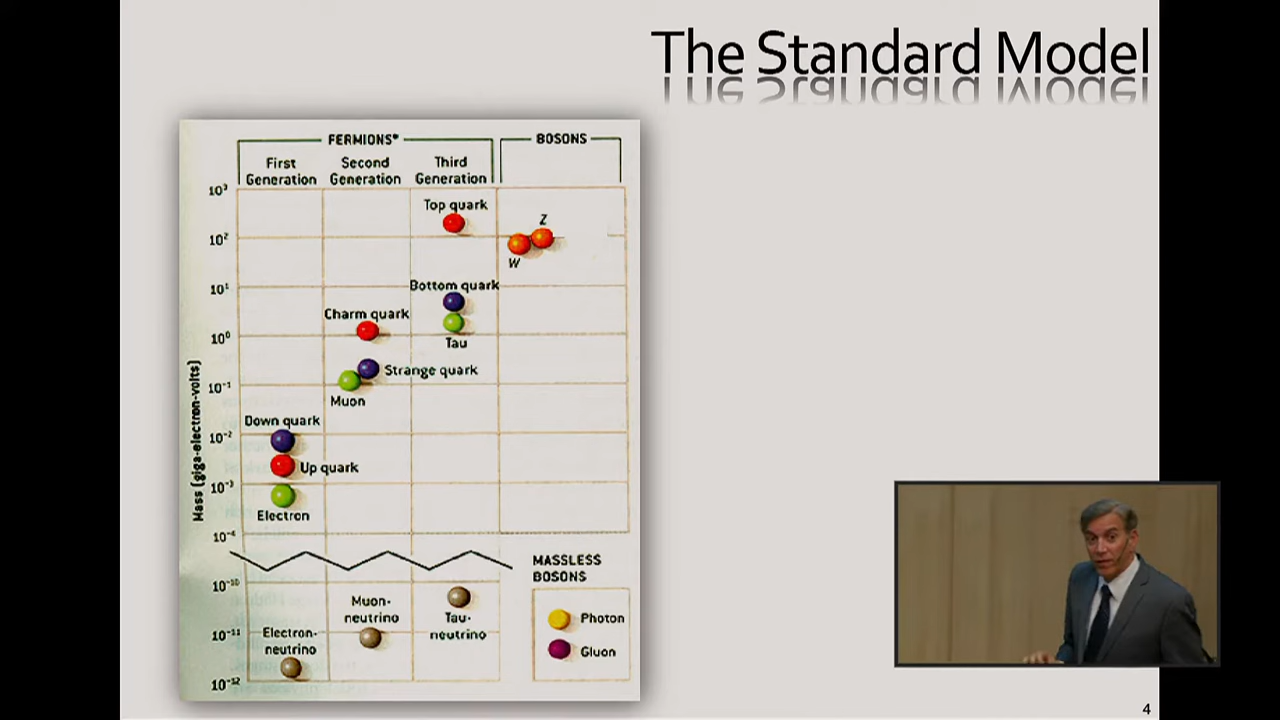 The Standard Model
FERMIONS*
BOSONS
First
Generation
Second
Generation
Third
Generation
Mass (giga-electron-volts)
10³
10²
10¹
10⁰
10⁻¹
10⁻²
10⁻³
10⁻⁴
10⁻¹⁰
10⁻¹¹
10⁻¹²
Top quark
Z
W
Bottom quark
Charm quark
Tau
Strange quark
Muon
Down quark
Up quark
Electron
MASSLESS
BOSONS
Muon-
neutrino
Tau-
neutrino
Electron-
neutrino
Photon
Gluon
4